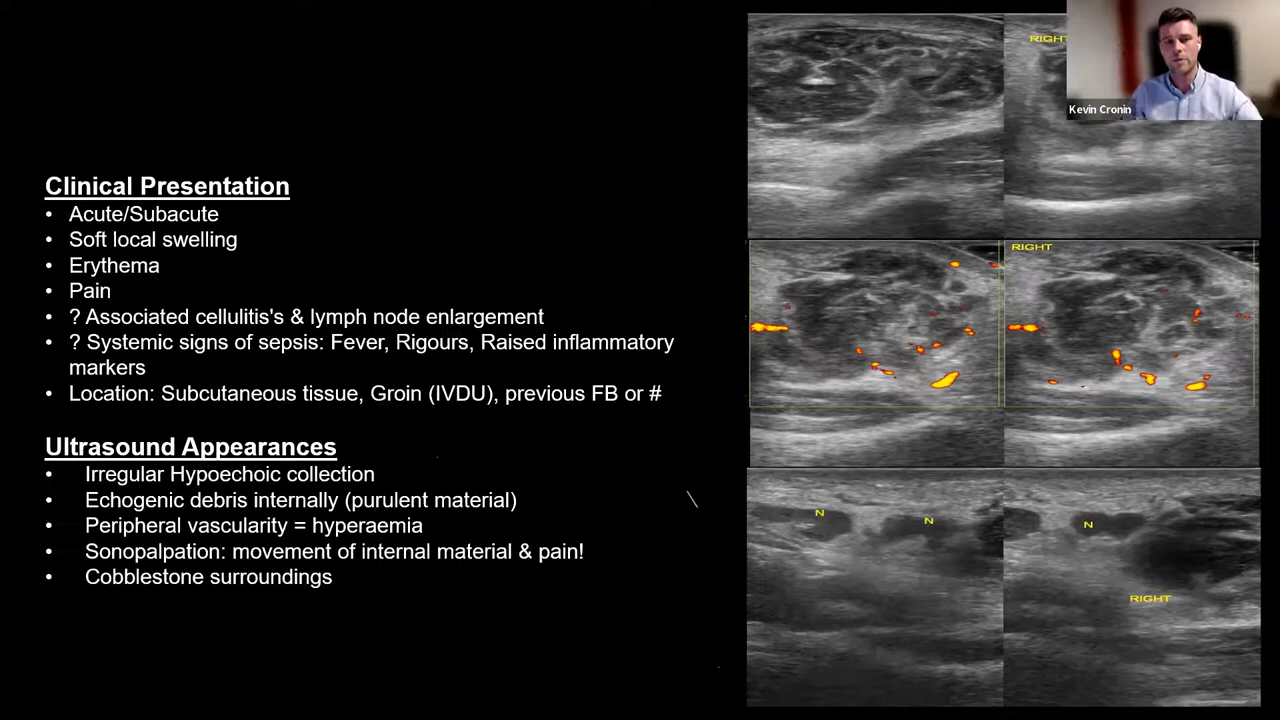 Clinical Presentation
• Acute/Subacute
• Soft local swelling
• Erythema
• Pain
• ? Associated cellulitis's & lymph node enlargement
• ? Systemic signs of sepsis: Fever, Rigours, Raised inflammatory
markers
• Location: Subcutaneous tissue, Groin (IVDU), previous FB or #
Ultrasound Appearances
• Irregular Hypoechoic collection
• Echogenic debris internally (purulent material)
• Peripheral vascularity = hyperaemia
• Sonopalpation: movement of internal material & pain!
• Cobblestone surroundings
RIGHT
Kevin Cronin
RIGHT
N
N
N
RIGHT